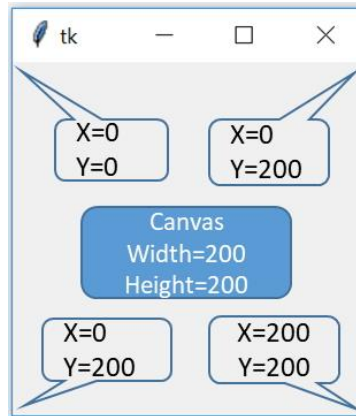 tk
X=0
Y=0
X=0
Y=200
Canvas
Width=200
Height=200
X=0
Y=200
X=200
Y=200